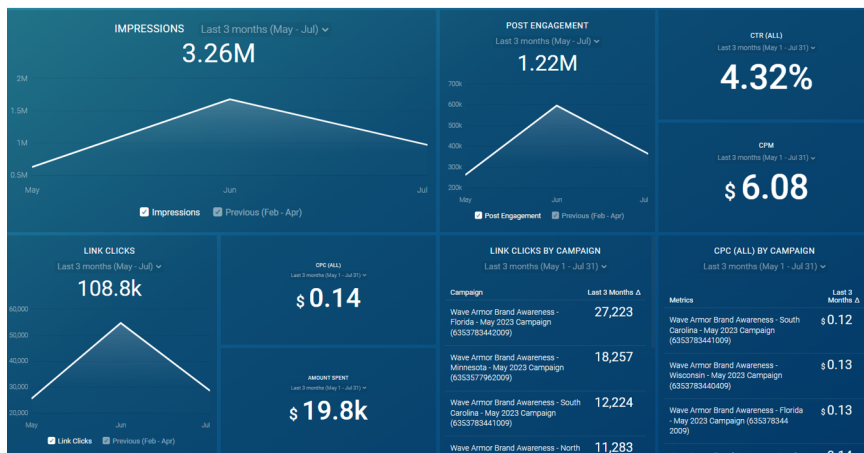 IMPRESSIONS Last 3 months (May - Jul)
3.26M
2M
1.5M
1M
0.5M
May Jun Jul
Impressions Previous (Feb - Apr)
POST ENGAGEMENT
Last 3 months (May - Jul)
1.22M
700k
600k
500k
400k
300k
200k
May Jun Jul
Post Engagement Previous (Feb - Apr)
CTR (ALL)
Last 3 months (May 1 - Jul 31)
4.32%
CPM
Last 3 months (May 1 - Jul 31)
$ 6.08
LINK CLICKS
Last 3 months (May - Jul)
108.8k
60,000
50,000
40,000
30,000
20,000
May Jun Jul
Link Clicks Previous (Feb - Apr)
CPC (ALL)
Last 3 months (May 1 - Jul 31)
$ 0.14
AMOUNT SPENT
Last 3 months (May 1 - Jul 31)
$ 19.8k
LINK CLICKS BY CAMPAIGN
Last 3 months (May 1 - Jul 31)
Campaign Last 3 Months Δ
Wave Armor Brand Awareness - 27,223
Florida - May 2023 Campaign
(6353783442009)
Wave Armor Brand Awareness - 18,257
Minnesota - May 2023 Campaign
(6353577962009)
Wave Armor Brand Awareness - South 12,224
Carolina - May 2023 Campaign
(6353783441009)
Wave Armor Brand Awareness - North 11,283
CPC (ALL) BY CAMPAIGN
Last 3 months (May 1 - Jul 31)
Last 3
Metrics Months Δ
Wave Armor Brand Awareness - South $ 0.12
Carolina - May 2023 Campaign
(6353783441009)
Wave Armor Brand Awareness - $ 0.13
Wisconsin - May 2023 Campaign
(6353783440409)
Wave Armor Brand Awareness - Florida $ 0.13
- May 2023 Campaign (635378344
2009)